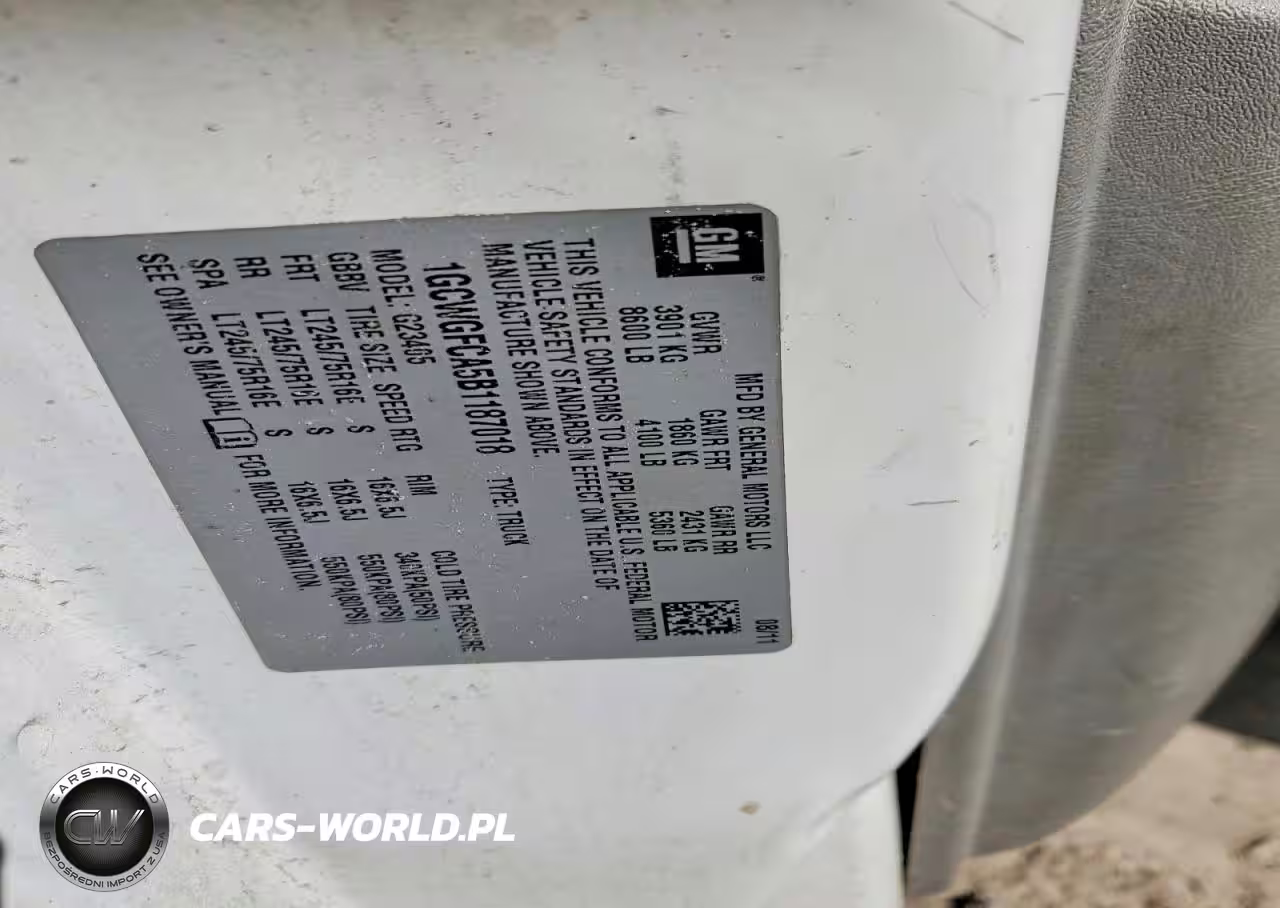 GM
MFD BY GENERAL MOTORS LLC 08/11
GVWR GAWR FRT GAWR RR
3901 KG 1860 KG 2431 KG
8600 LB 4100 LB 5360 LB
THIS VEHICLE CONFORMS TO ALL APPLICABLE U.S. FEDERAL MOTOR
VEHICLE SAFETY STANDARDS IN EFFECT ON THE DATE OF
MANUFACTURE SHOWN ABOVE.
1GCWGFCA5B1187018 TYPE: TRUCK
MODEL: G23405 COLD TIRE PRESSURE
GBBV TIRE SIZE SPEED RTG RIM
FRT LT245/75R16E S 16X6.5J 340KPA(50PSI)
RR LT245/75R16E S 16X6.5J 550KPA(80PSI)
SPA LT245/75R16E S 16X6.5J 550KPA(80PSI)
SEE OWNER'S MANUAL FOR MORE INFORMATION.
CARS-WORLD
CW
BEZPOŚREDNI IMPORT Z USA
CARS-WORLD.PL